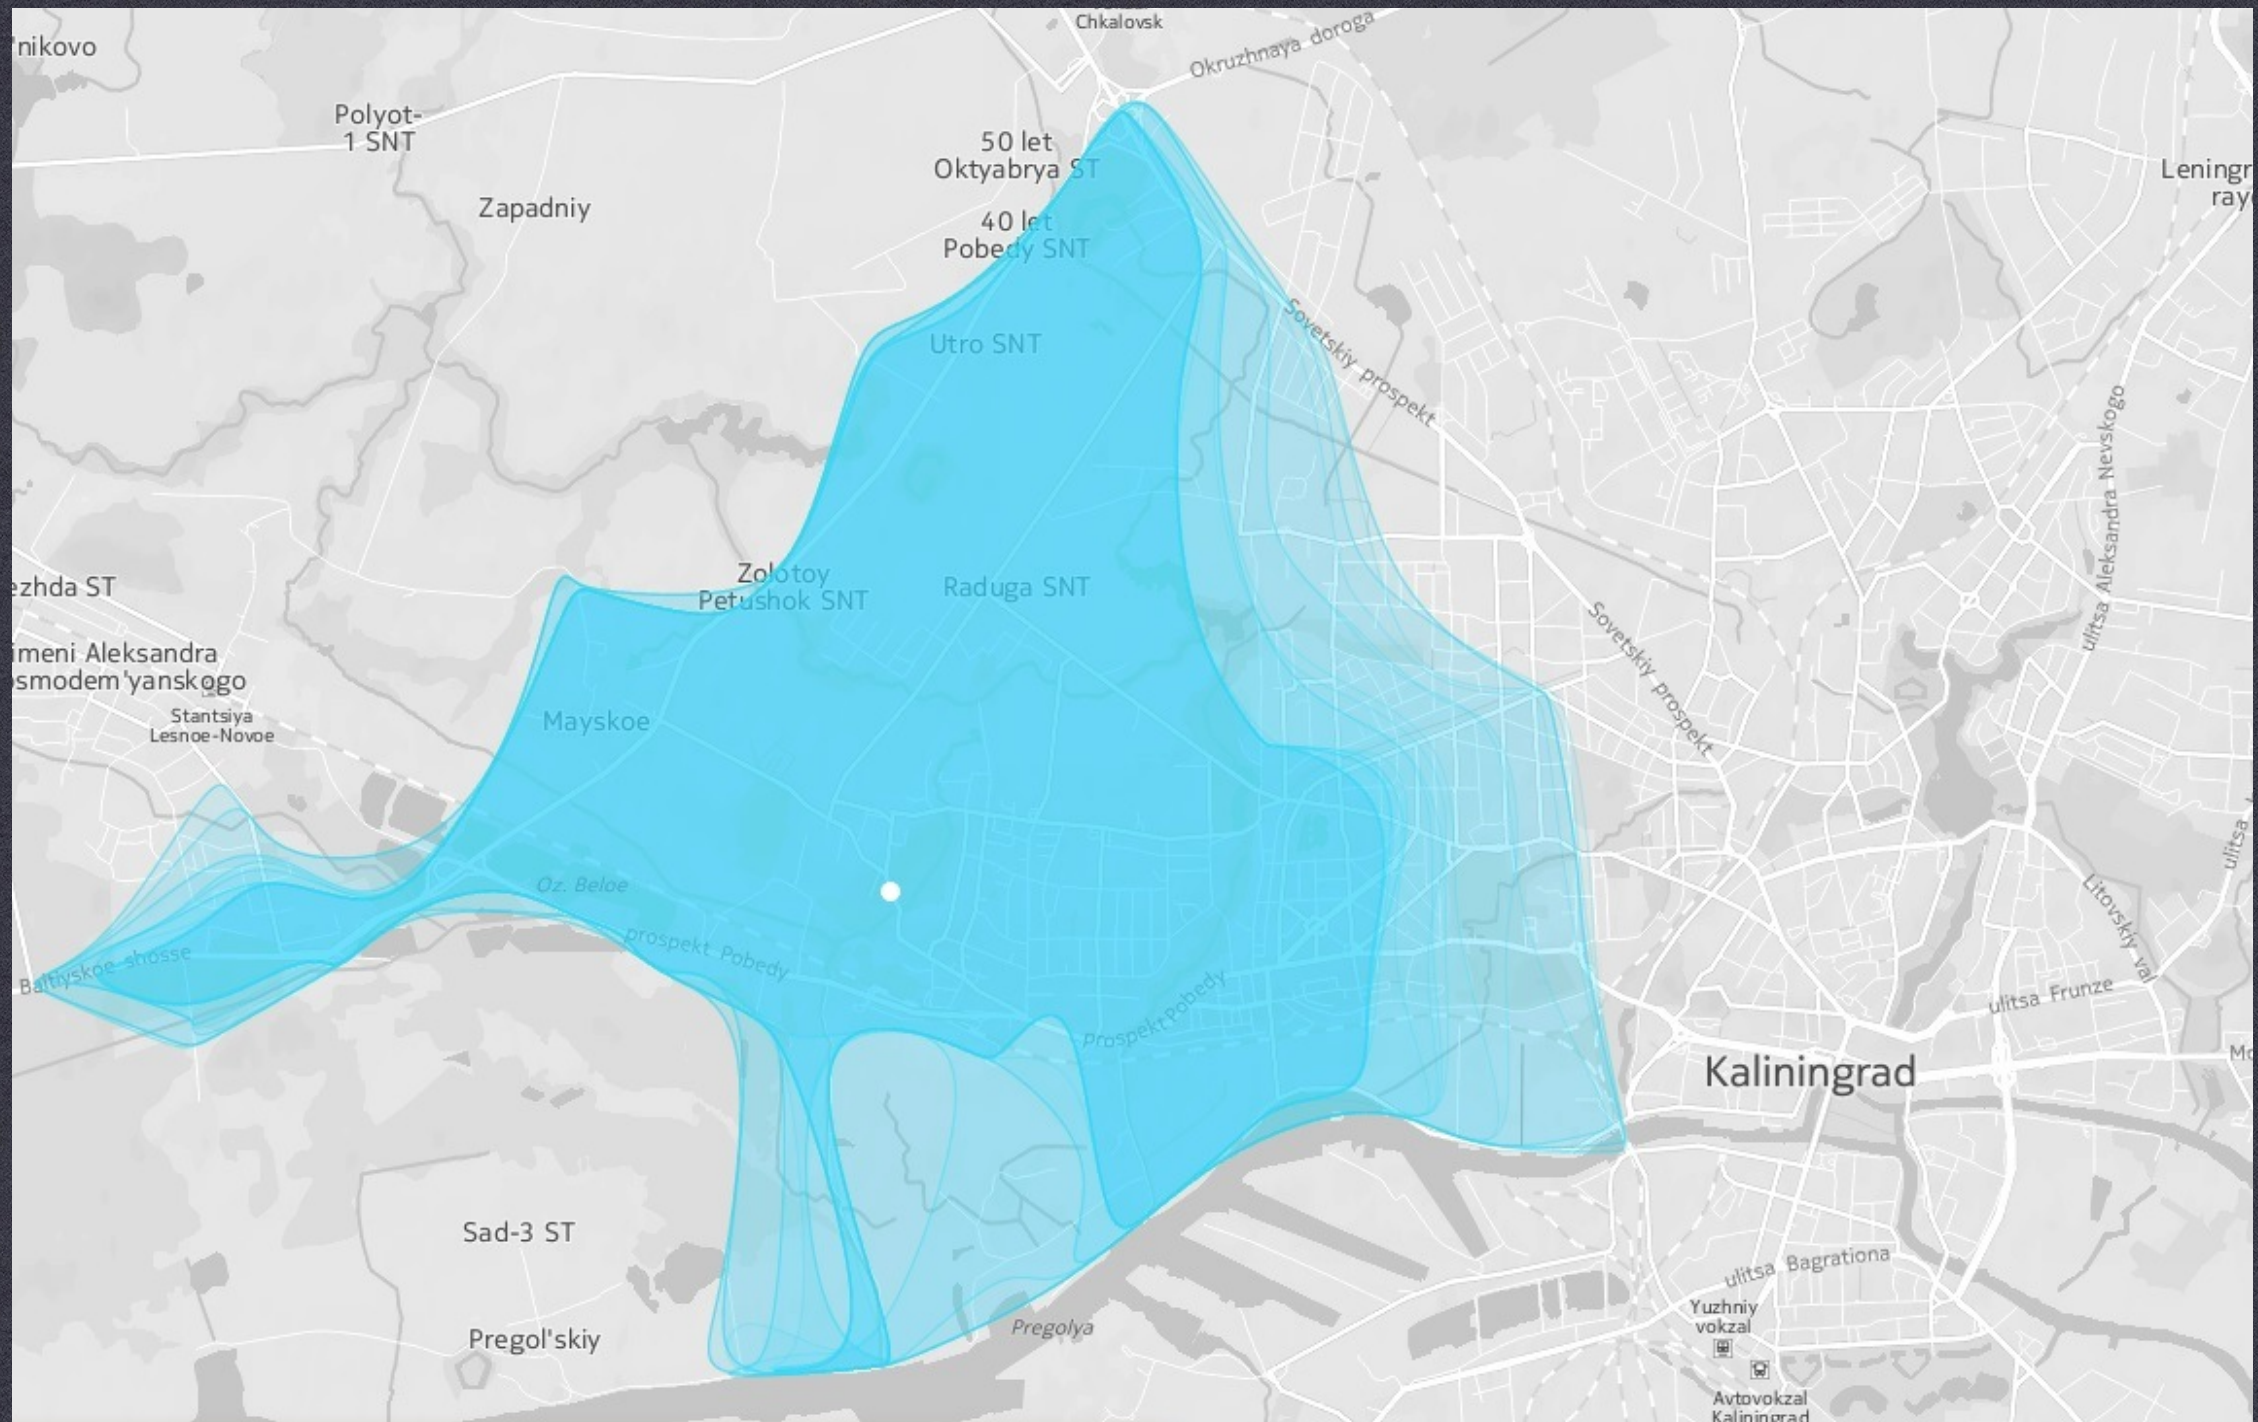 Chkalovsk
'nikovo
Okruzhnaya doroga
Polyot-
1 SNT
50 let
Oktyabrya ST
Leningr
ray
Zapadniy
40 let
Pobedy SNT
Utro SNT
Sovetskiy prospekt
ulitsa Aleksandra Nevskogo
Zolotoy
Petushok SNT
Raduga SNT
ezhda ST
imeni Aleksandra
osmodem'yanskogo
Sovetskiy prospekt
Stantsiya
Lesnoe-Novoe
Mayskoe
ulitsa
Oz. Beloe
Litovskiy val
prospekt Pobedy
Baltiyskoe shosse
Prospekt Pobedy
ulitsa Frunze
Kaliningrad
Mo
Sad-3 ST
ulitsa Bagrationa
Pregol'skiy
Pregolya
Yuzhniy
vokzal
Avtovokzal
Kaliningrad